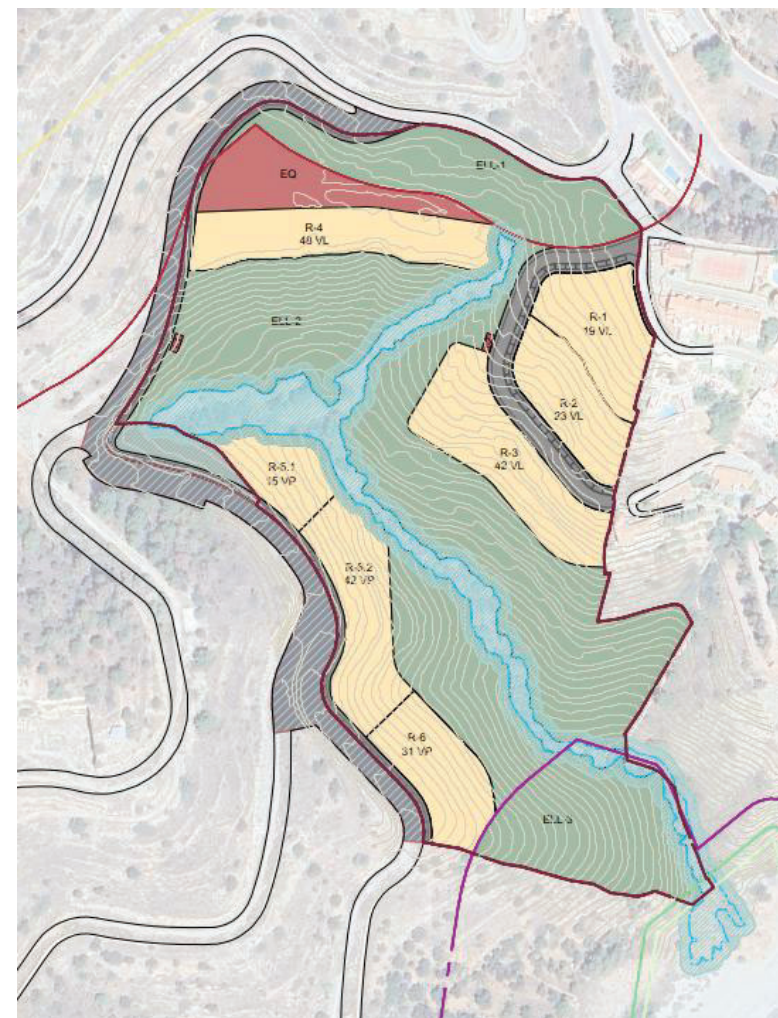 ELL-1
EQ
R-4
48 VL
R-1
19 VL
ELL-2
R-2
23 VL
R-3
42 VL
R-5.1
15 VP
R-5.2
42 VP
R-6
31 VP
ELL-3